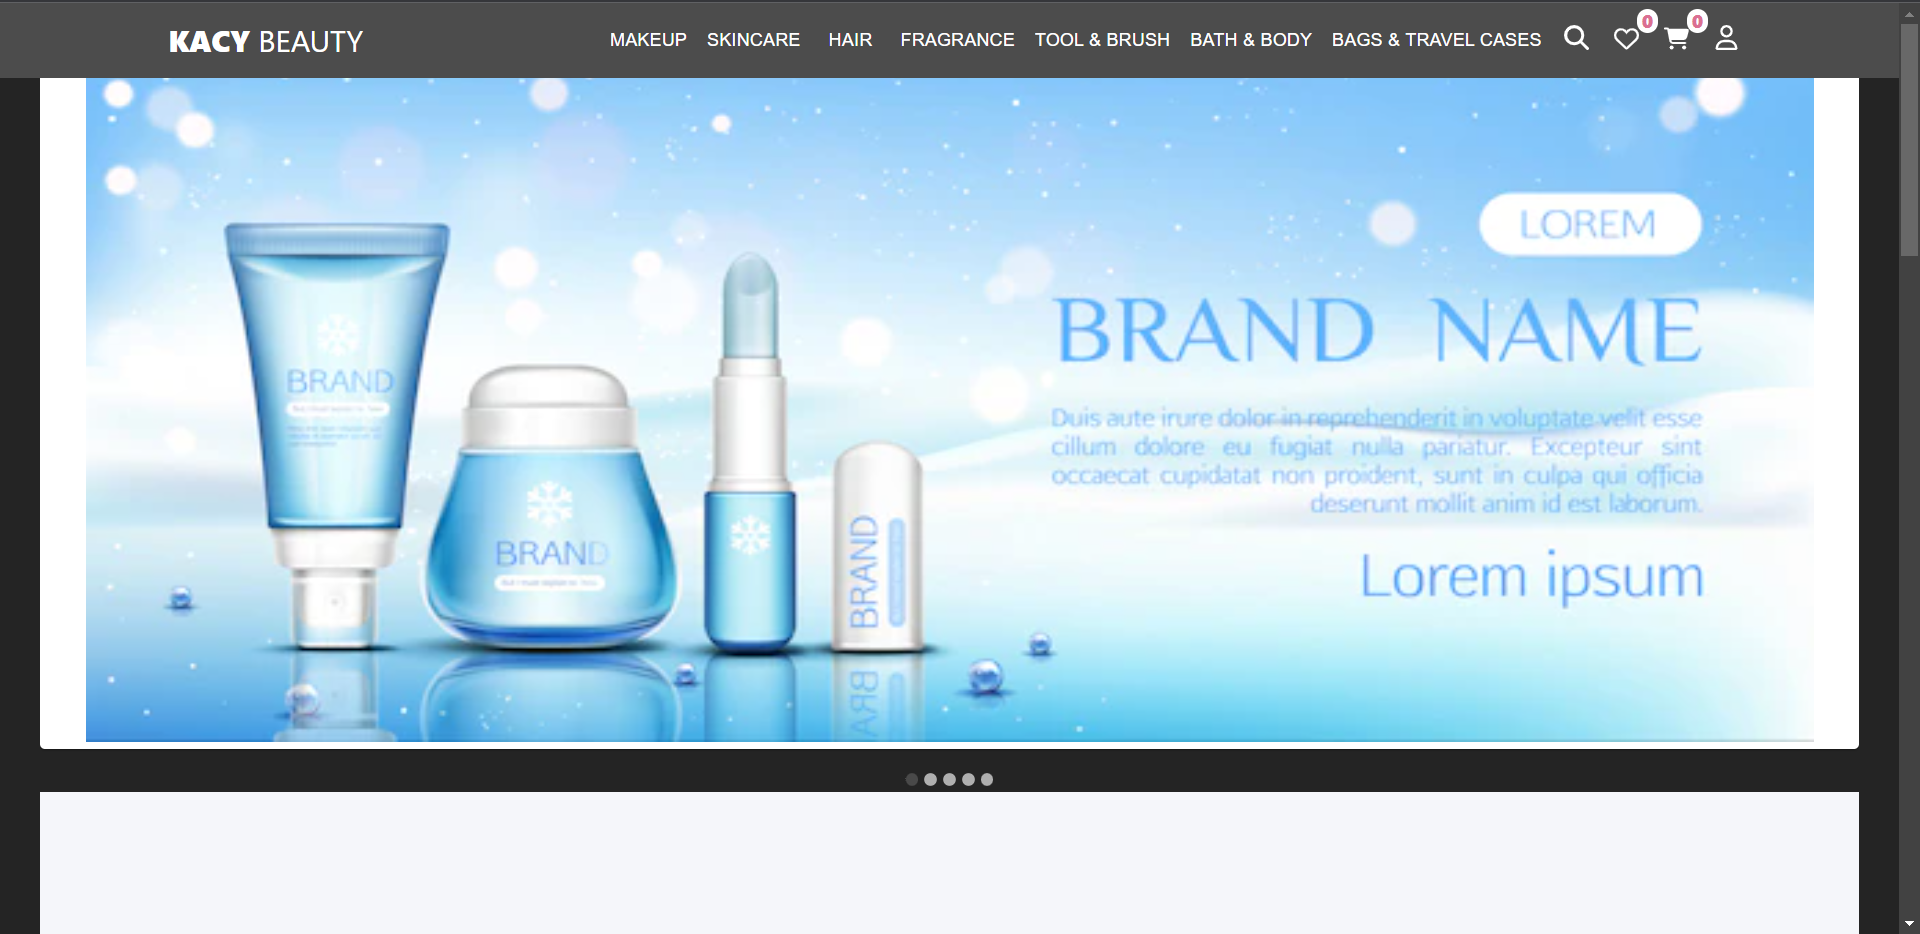 KACY BEAUTY
MAKEUP SKINCARE HAIR FRAGRANCE TOOL & BRUSH BATH & BODY BAGS & TRAVEL CASES
0 0
LOREM
BRAND NAME
Duis aute irure dolor in reprehenderit in voluptate velit esse
cillum dolore eu fugiat nulla pariatur. Excepteur sint
occaecat cupidatat non proident, sunt in culpa qui officia
deserunt mollit anim id est laborum.
Lorem ipsum
BRAND
BRAND
BRAND